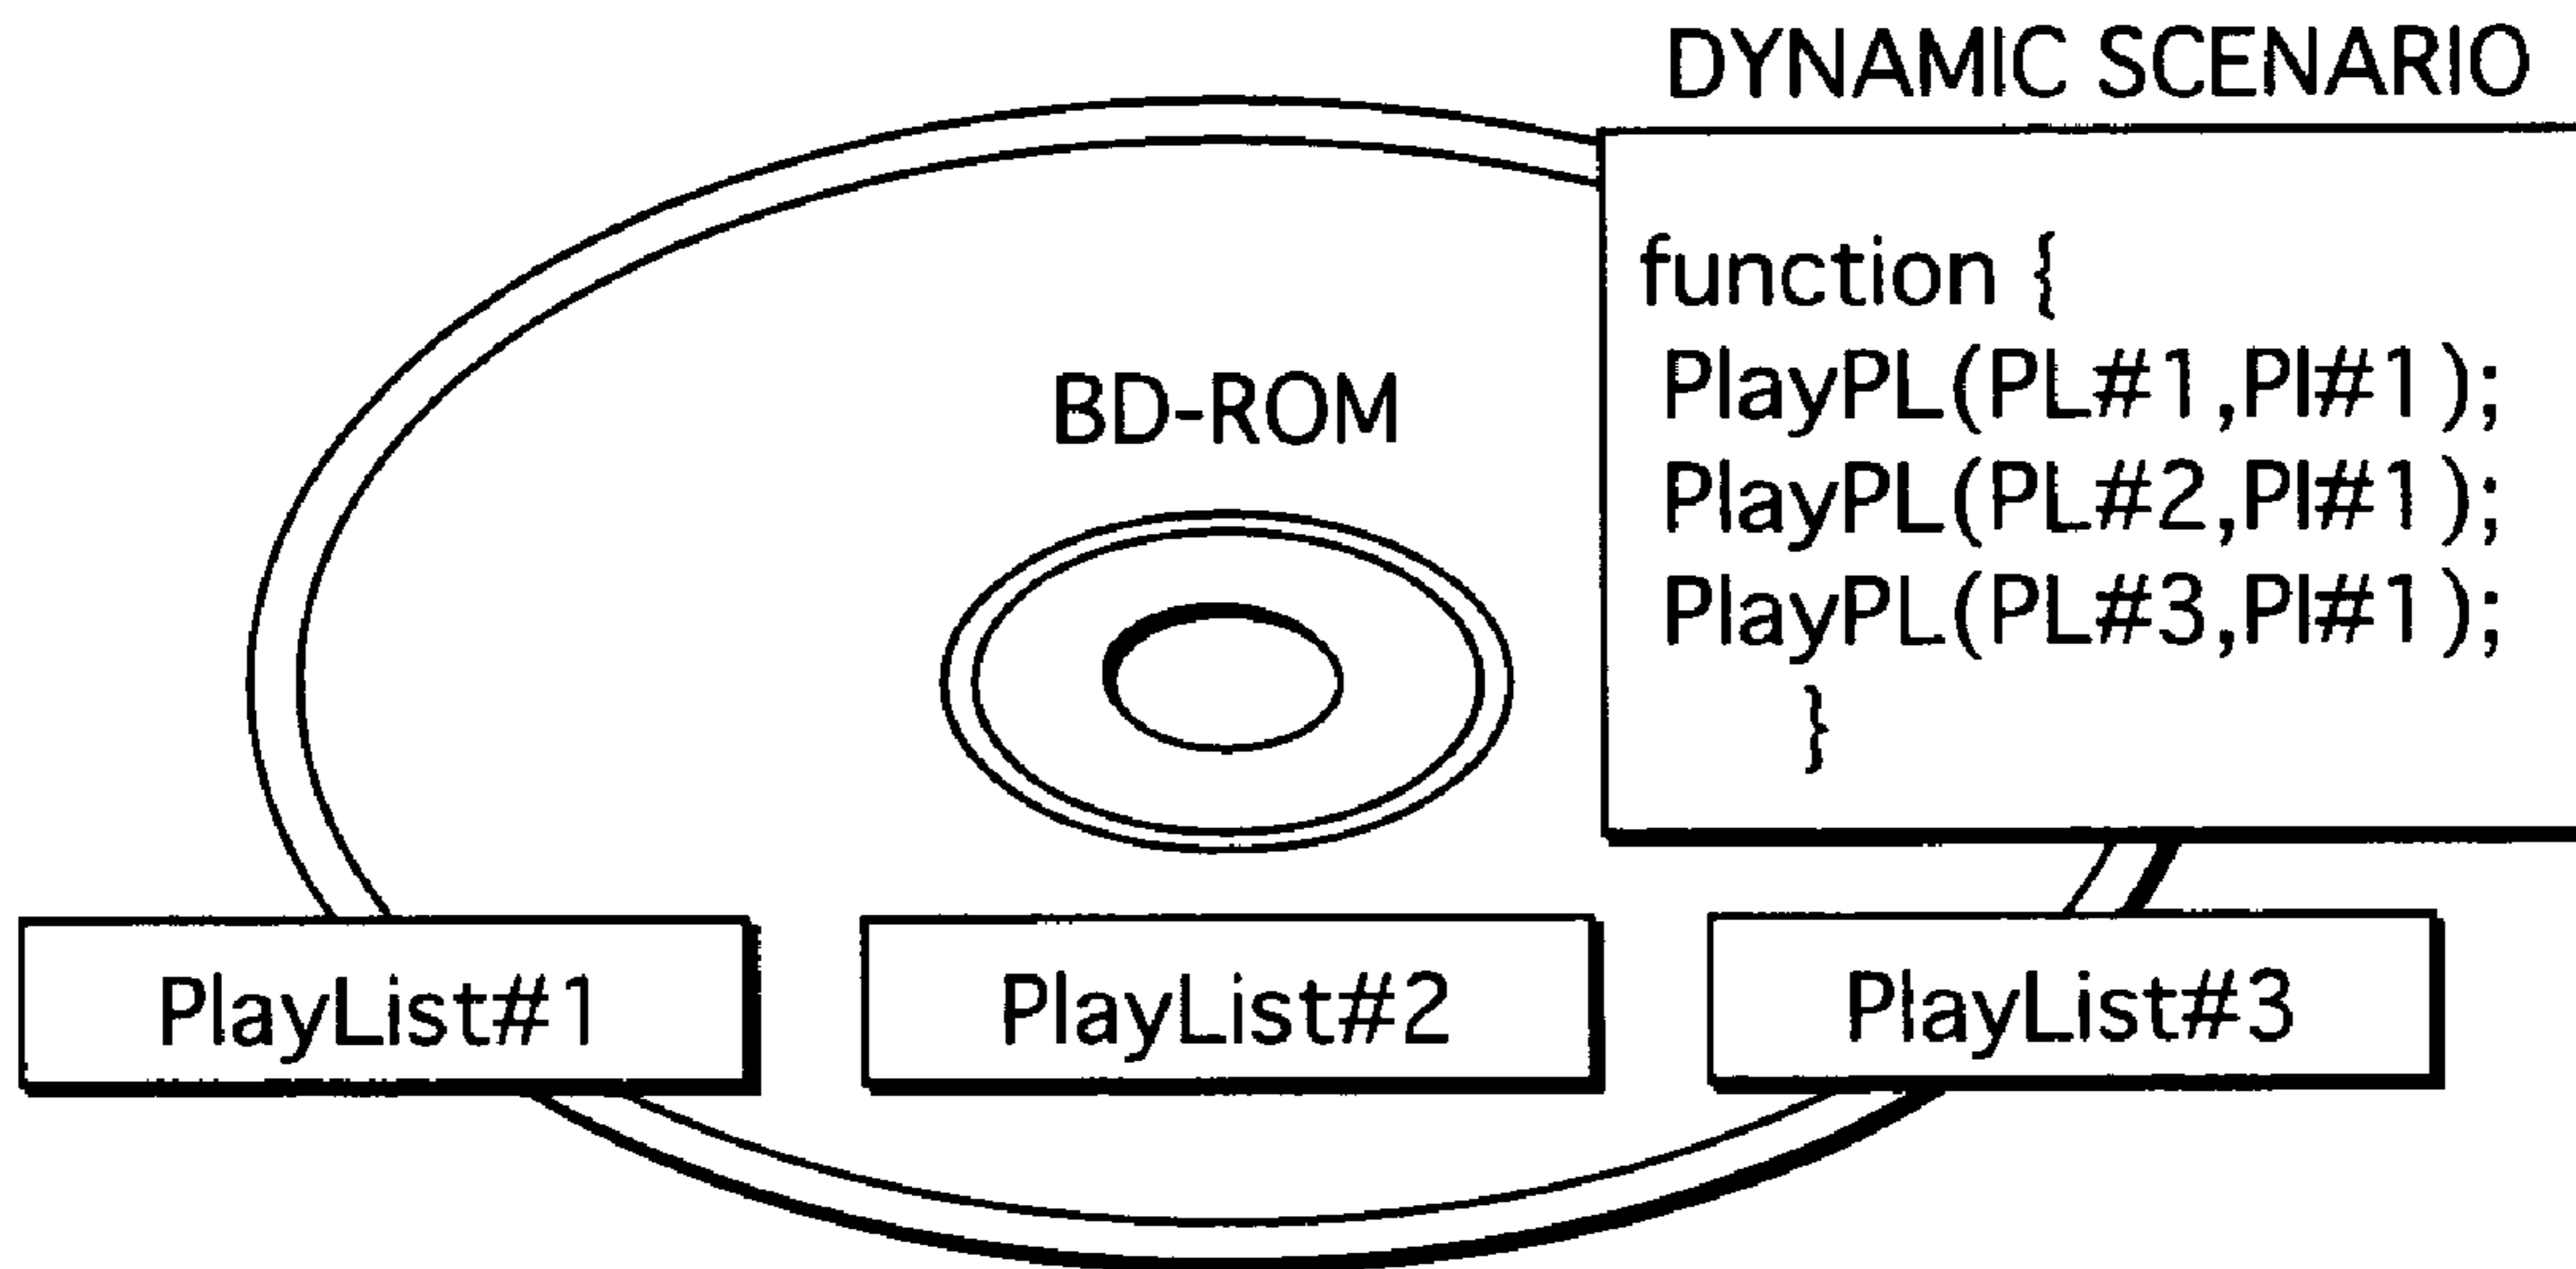 DYNAMIC SCENARIO
function {
PlayPL(PL#1,PI#1);
PlayPL(PL#2,PI#1);
PlayPL(PL#3,PI#1);
}
BD-ROM
PlayList#1
PlayList#2
PlayList#3